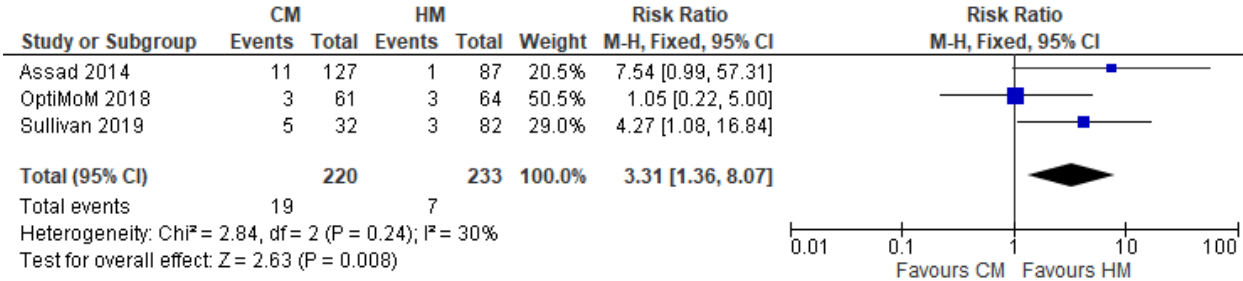 CM HM Risk Ratio Risk Ratio
Study or Subgroup Events Total Events Total Weight M-H, Fixed, 95% CI M-H, Fixed, 95% CI
Assad 2014 11 127 1 87 20.5% 7.54 [0.99, 57.31]
OptiMoM 2018 3 61 3 64 50.5% 1.05 [0.22, 5.00]
Sullivan 2019 5 32 3 82 29.0% 4.27 [1.08, 16.84]
Total (95% CI) 220 233 100.0% 3.31 [1.36, 8.07]
Total events 19 7
Heterogeneity: Chi² = 2.84, df = 2 (P = 0.24); I² = 30%
Test for overall effect: Z = 2.63 (P = 0.008)
0.01 0.1 1 10 100
Favours CM Favours HM